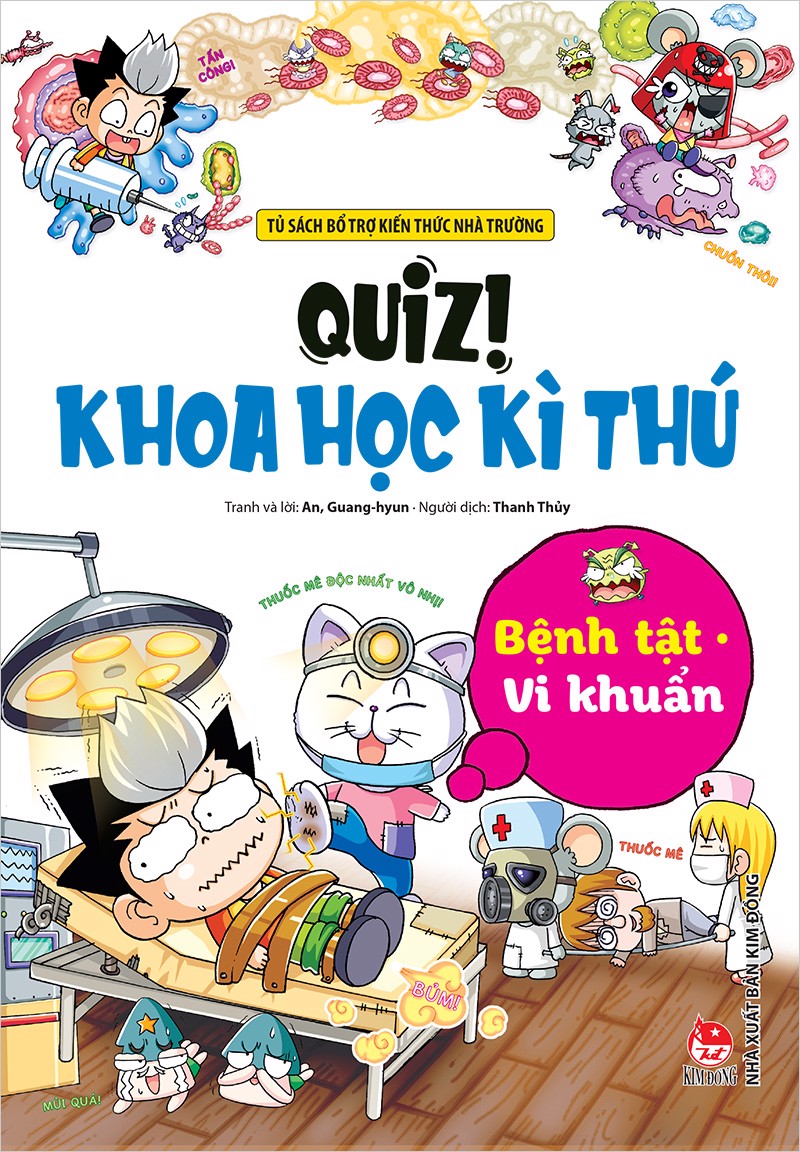 TẤN
CÔNG!
CHUỒN THÔI!
TỦ SÁCH BỔ TRỢ KIẾN THỨC NHÀ TRƯỜNG
QUIZ!
KHOA HỌC KÌ THÚ
Tranh và lời: An, Guang-hyun · Người dịch: Thanh Thủy
THUỐC MÊ ĐỘC NHẤT VÔ NHỊ!
Bệnh tật ·
Vi khuẩn
THUỐC MÊ
BỦM!
MÙI QUÁ!
KIM ĐỒNG
NHÀ XUẤT BẢN KIM ĐỒNG